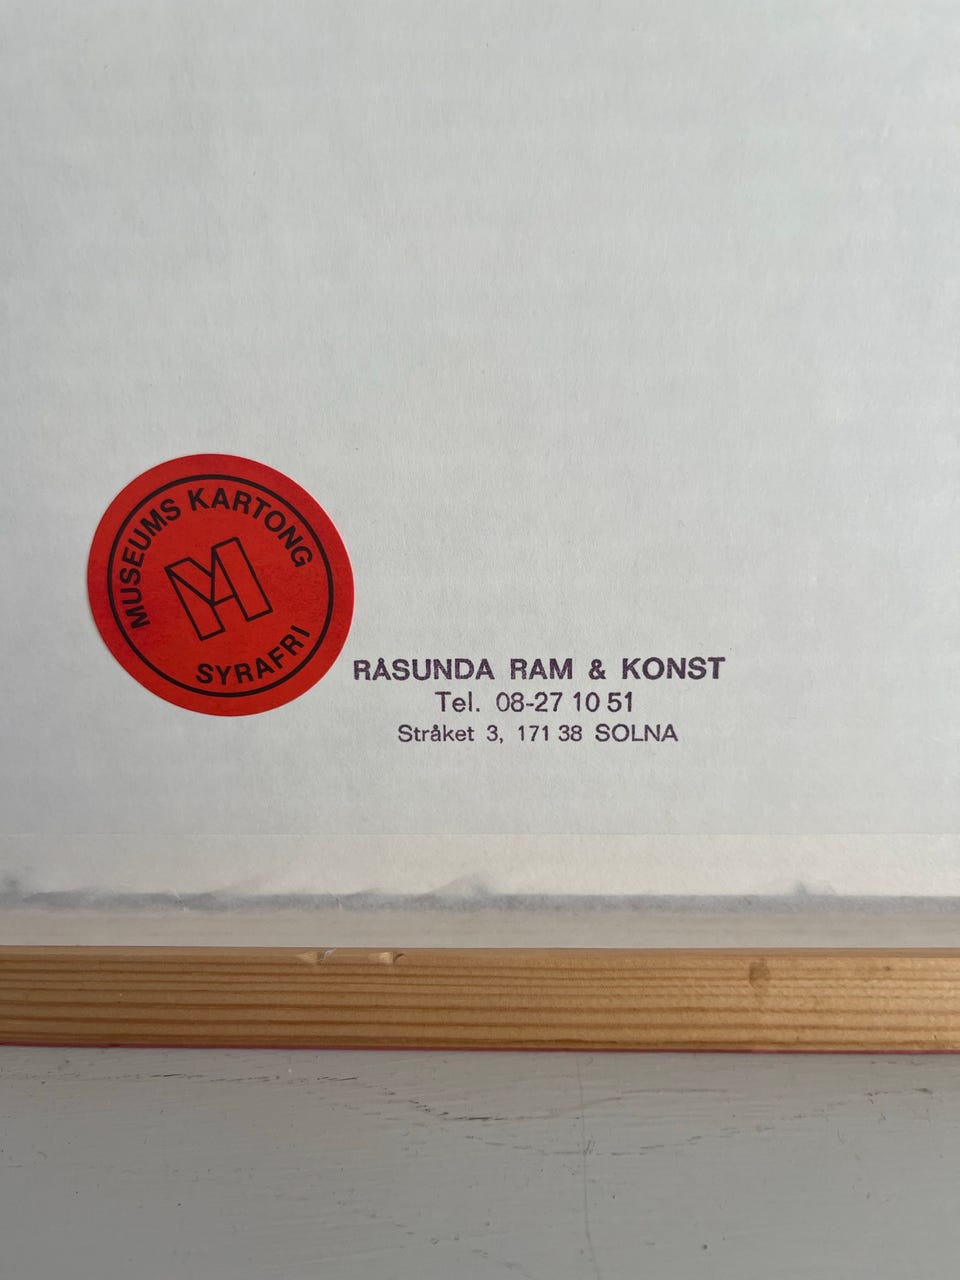 MUSEUMS KARTONG
M
SYRAFRI
RÅSUNDA RAM & KONST
Tel. 08-27 10 51
Stråket 3, 171 38 SOLNA